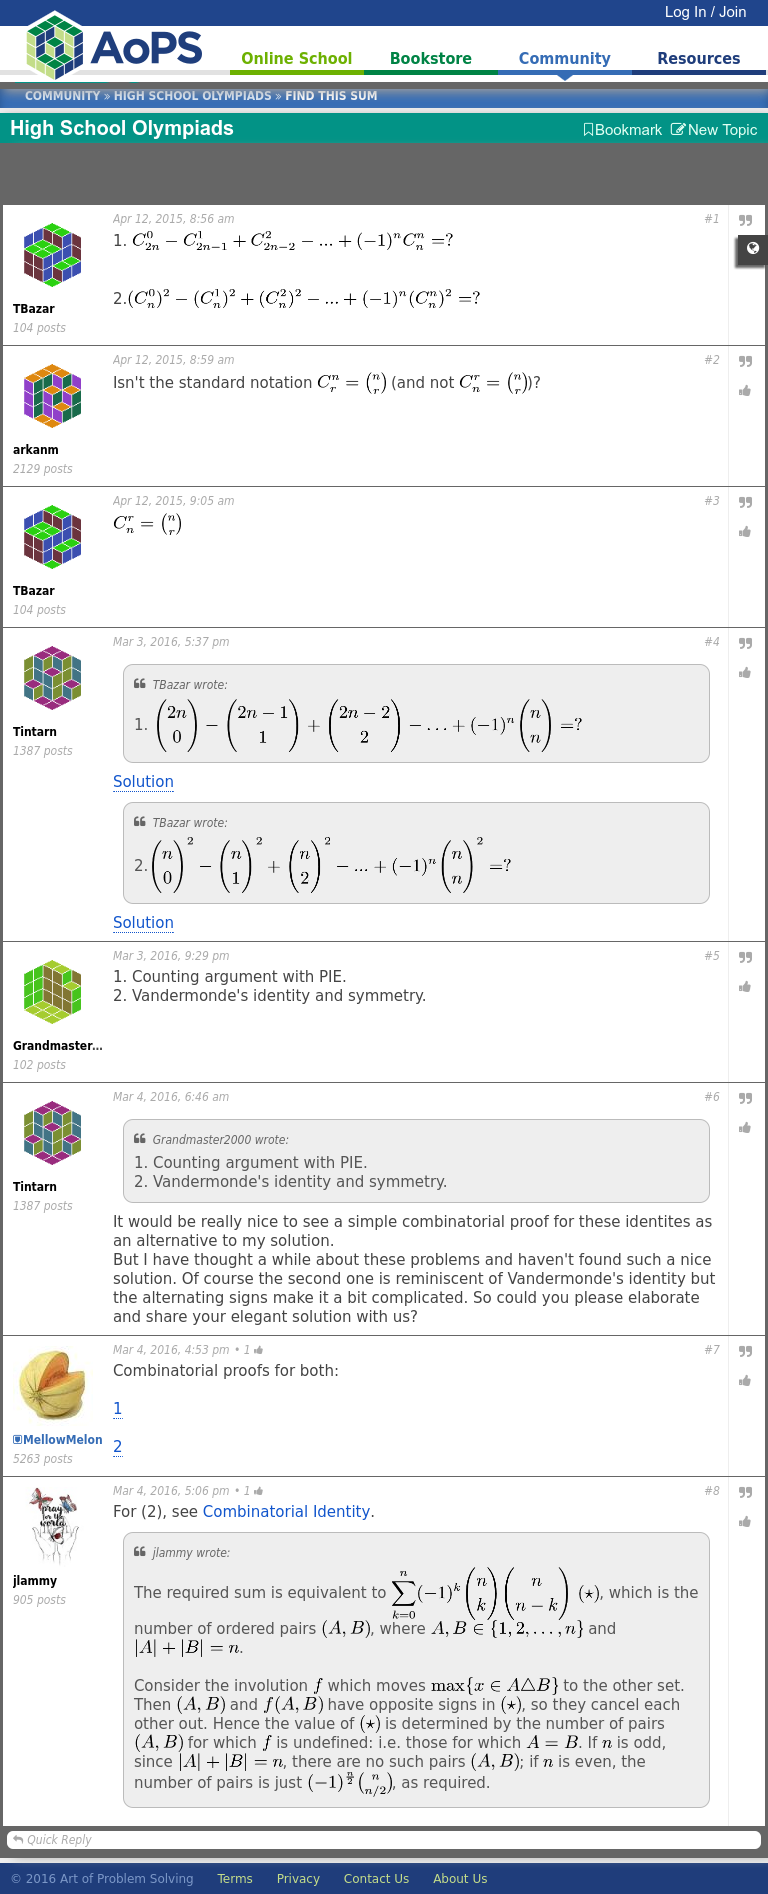 Log In / Join
AoPS
Online School Bookstore Community Resources
COMMUNITY » HIGH SCHOOL OLYMPIADS » FIND THIS SUM
High School Olympiads
Bookmark New Topic
Apr 12, 2015, 8:56 am #1
1. $C_{2n}^0 - C_{2n-1}^1 + C_{2n-2}^2 - ... + (-1)^n C_n^n =?$
2.$(C_n^0)^2 - (C_n^1)^2 + (C_n^2)^2 - ... + (-1)^n (C_n^n)^2 =?$
TBazar
104 posts
Apr 12, 2015, 8:59 am #2
Isn't the standard notation $C_r^n = \binom{n}{r}$ (and not $C_n^r = \binom{n}{r}$)?
arkanm
2129 posts
Apr 12, 2015, 9:05 am #3
$C_n^r = \binom{n}{r}$
TBazar
104 posts
Mar 3, 2016, 5:37 pm #4
TBazar wrote:
1. $\binom{2n}{0} - \binom{2n-1}{1} + \binom{2n-2}{2} - \ldots + (-1)^n \binom{n}{n} =?$
Tintarn
1387 posts
Solution
TBazar wrote:
2.$\binom{n}{0}^2 - \binom{n}{1}^2 + \binom{n}{2}^2 - ... + (-1)^n \binom{n}{n}^2 =?$
Solution
Mar 3, 2016, 9:29 pm #5
1. Counting argument with PIE.
2. Vandermonde's identity and symmetry.
Grandmaster...
102 posts
Mar 4, 2016, 6:46 am #6
Grandmaster2000 wrote:
1. Counting argument with PIE.
2. Vandermonde's identity and symmetry.
Tintarn
1387 posts
It would be really nice to see a simple combinatorial proof for these identites as
an alternative to my solution.
But I have thought a while about these problems and haven't found such a nice
solution. Of course the second one is reminiscent of Vandermonde's identity but
the alternating signs make it a bit complicated. So could you please elaborate
and share your elegant solution with us?
Mar 4, 2016, 4:53 pm • 1 #7
Combinatorial proofs for both:
1
2
MellowMelon
5263 posts
Mar 4, 2016, 5:06 pm • 1 #8
For (2), see Combinatorial Identity.
pray for the world
jlammy
905 posts
jlammy wrote:
The required sum is equivalent to $\sum_{k=0}^{n} (-1)^k \binom{n}{k} \binom{n}{n-k}$ $(\star)$, which is the
number of ordered pairs $(A, B)$, where $A, B \in \{1, 2, \ldots, n\}$ and
$|A| + |B| = n$.
Consider the involution $f$ which moves $\max\{x \in A \triangle B\}$ to the other set.
Then $(A, B)$ and $f(A, B)$ have opposite signs in $(\star)$, so they cancel each
other out. Hence the value of $(\star)$ is determined by the number of pairs
$(A, B)$ for which $f$ is undefined: i.e. those for which $A = B$. If $n$ is odd,
since $|A| + |B| = n$, there are no such pairs $(A, B)$; if $n$ is even, the
number of pairs is just $(-1)^{\frac{n}{2}} \binom{n}{n/2}$, as required.
Quick Reply
© 2016 Art of Problem Solving Terms Privacy Contact Us About Us